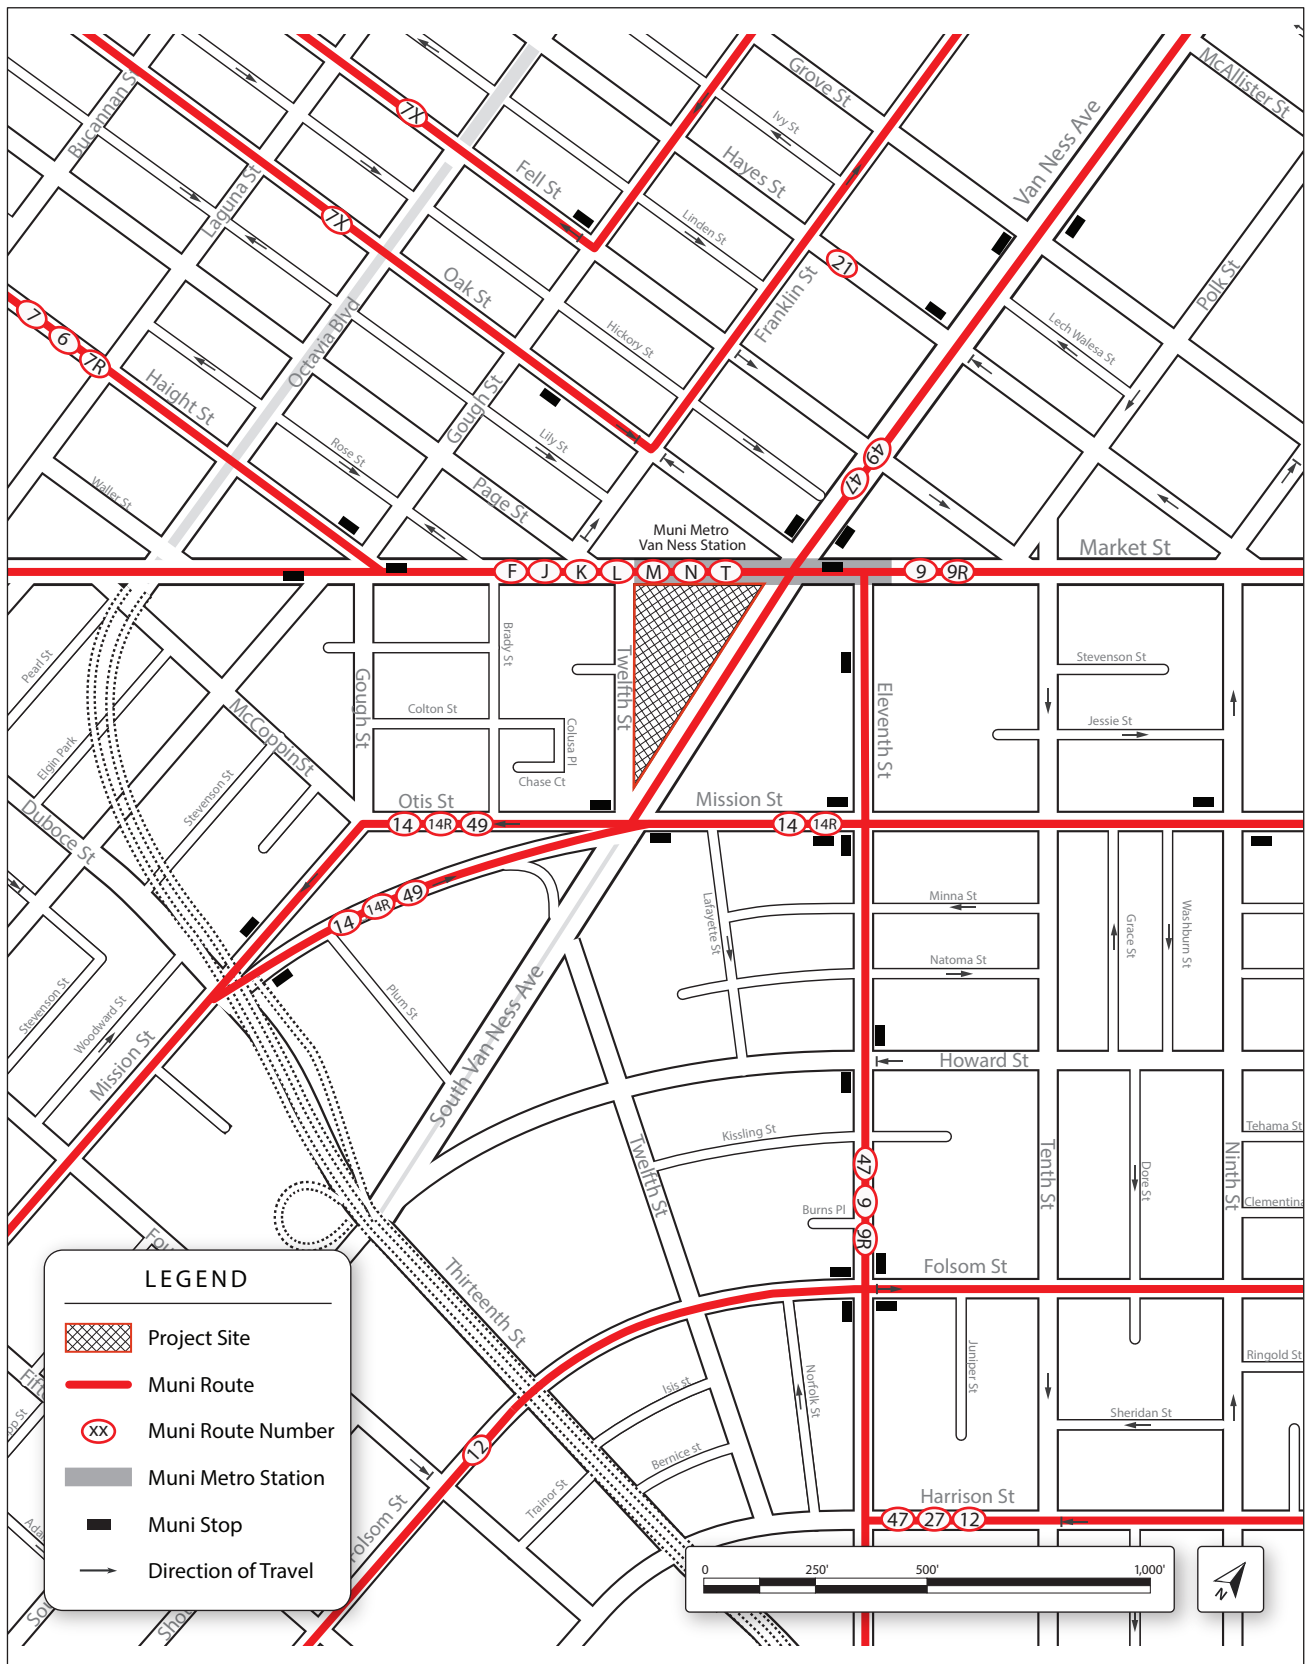 McAllister St
Grove St
Bucannan St
Van Ness Ave
7X
Ivy St
Hayes St
Fell St
Laguna St
7X
Linden St
Polk St
21
Oak St
Franklin St
7
6
7R
Hickory St
Lech Walesa St
Octavia Blvd
Haight St
Gough St
Lily St
Rose St
49
47
Page St
Waller St
Muni Metro
Van Ness Station
Market St
F
J
K
L
M
N
T
9
9R
Pearl St
Brady St
Twelfth St
Stevenson St
Gough St
Eleventh St
McCoppin St
Colton St
Colusa Pl
Jessie St
Elgin Park
Stevenson St
Chase Ct
Otis St
Mission St
Duboce St
14
14R
49
14
14R
14
14R
49
Minna St
Lafayette St
Grace St
Washburn St
Natoma St
Stevenson St
Woodward St
Plum St
Mission St
South Van Ness Ave
Howard St
Kissling St
Tehama St
Twelfth St
Tenth St
Ninth St
Dore St
47
9
9R
Burns Pl
Clementina
Folsom St
Thirteenth St
Juniper St
Ringold St
Norfolk St
Isis st
Sheridan St
12
Bernice st
Trainor St
Harrison St
47
27
12
Folsom St
LEGEND
Project Site
Muni Route
XX
Muni Route Number
Muni Metro Station
Muni Stop
Direction of Travel
0
250'
500'
1,000'
N